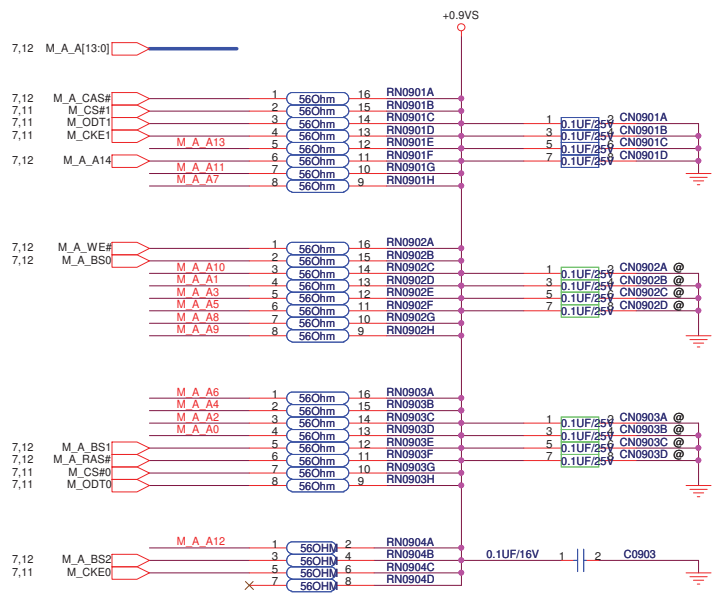 +0.9VS
7,12 M_A_A[13:0]
7,12 M_A_CAS# 1 56Ohm 16 RN0901A
7,11 M_CS#1 2 56Ohm 15 RN0901B
7,11 M_ODT1 3 56Ohm 14 RN0901C 1 0.1UF/25V 2 CN0901A
7,11 M_CKE1 4 56Ohm 13 RN0901D 3 0.1UF/25V 4 CN0901B
M_A_A13 5 56Ohm 12 RN0901E 5 0.1UF/25V 6 CN0901C
7,12 M_A_A14 6 56Ohm 11 RN0901F 7 0.1UF/25V 8 CN0901D
M_A_A11 7 56Ohm 10 RN0901G
M_A_A7 8 56Ohm 9 RN0901H
7,12 M_A_WE# 1 56Ohm 16 RN0902A
7,12 M_A_BS0 2 56Ohm 15 RN0902B
M_A_A10 3 56Ohm 14 RN0902C 1 0.1UF/25V 2 CN0902A @
M_A_A1 4 56Ohm 13 RN0902D 3 0.1UF/25V 4 CN0902B @
M_A_A3 5 56Ohm 12 RN0902E 5 0.1UF/25V 6 CN0902C @
M_A_A5 6 56Ohm 11 RN0902F 7 0.1UF/25V 8 CN0902D @
M_A_A8 7 56Ohm 10 RN0902G
M_A_A9 8 56Ohm 9 RN0902H
M_A_A6 1 56Ohm 16 RN0903A
M_A_A4 2 56Ohm 15 RN0903B
M_A_A2 3 56Ohm 14 RN0903C 1 0.1UF/25V 2 CN0903A @
M_A_A0 4 56Ohm 13 RN0903D 3 0.1UF/25V 4 CN0903B @
7,12 M_A_BS1 5 56Ohm 12 RN0903E 5 0.1UF/25V 6 CN0903C @
7,12 M_A_RAS# 6 56Ohm 11 RN0903F 7 0.1UF/25V 8 CN0903D @
7,11 M_CS#0 7 56Ohm 10 RN0903G
7,11 M_ODT0 8 56Ohm 9 RN0903H
M_A_A12 1 56OHM 2 RN0904A
7,12 M_A_BS2 3 56OHM 4 RN0904B 0.1UF/16V 1 2 C0903
7,11 M_CKE0 5 56OHM 6 RN0904C
7 56OHM 8 RN0904D